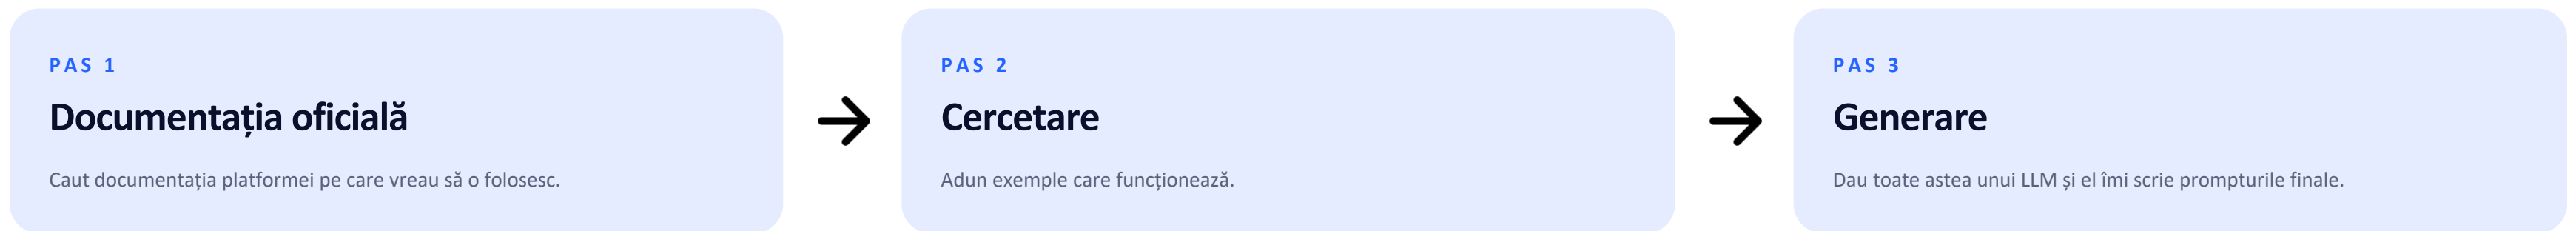 PAS 1
Documentația oficială
Caut documentația platformei pe care vreau să o folosesc.
PAS 2
Cercetare
Adun exemple care funcționează.
PAS 3
Generare
Dau toate astea unui LLM și el îmi scrie prompturile finale.